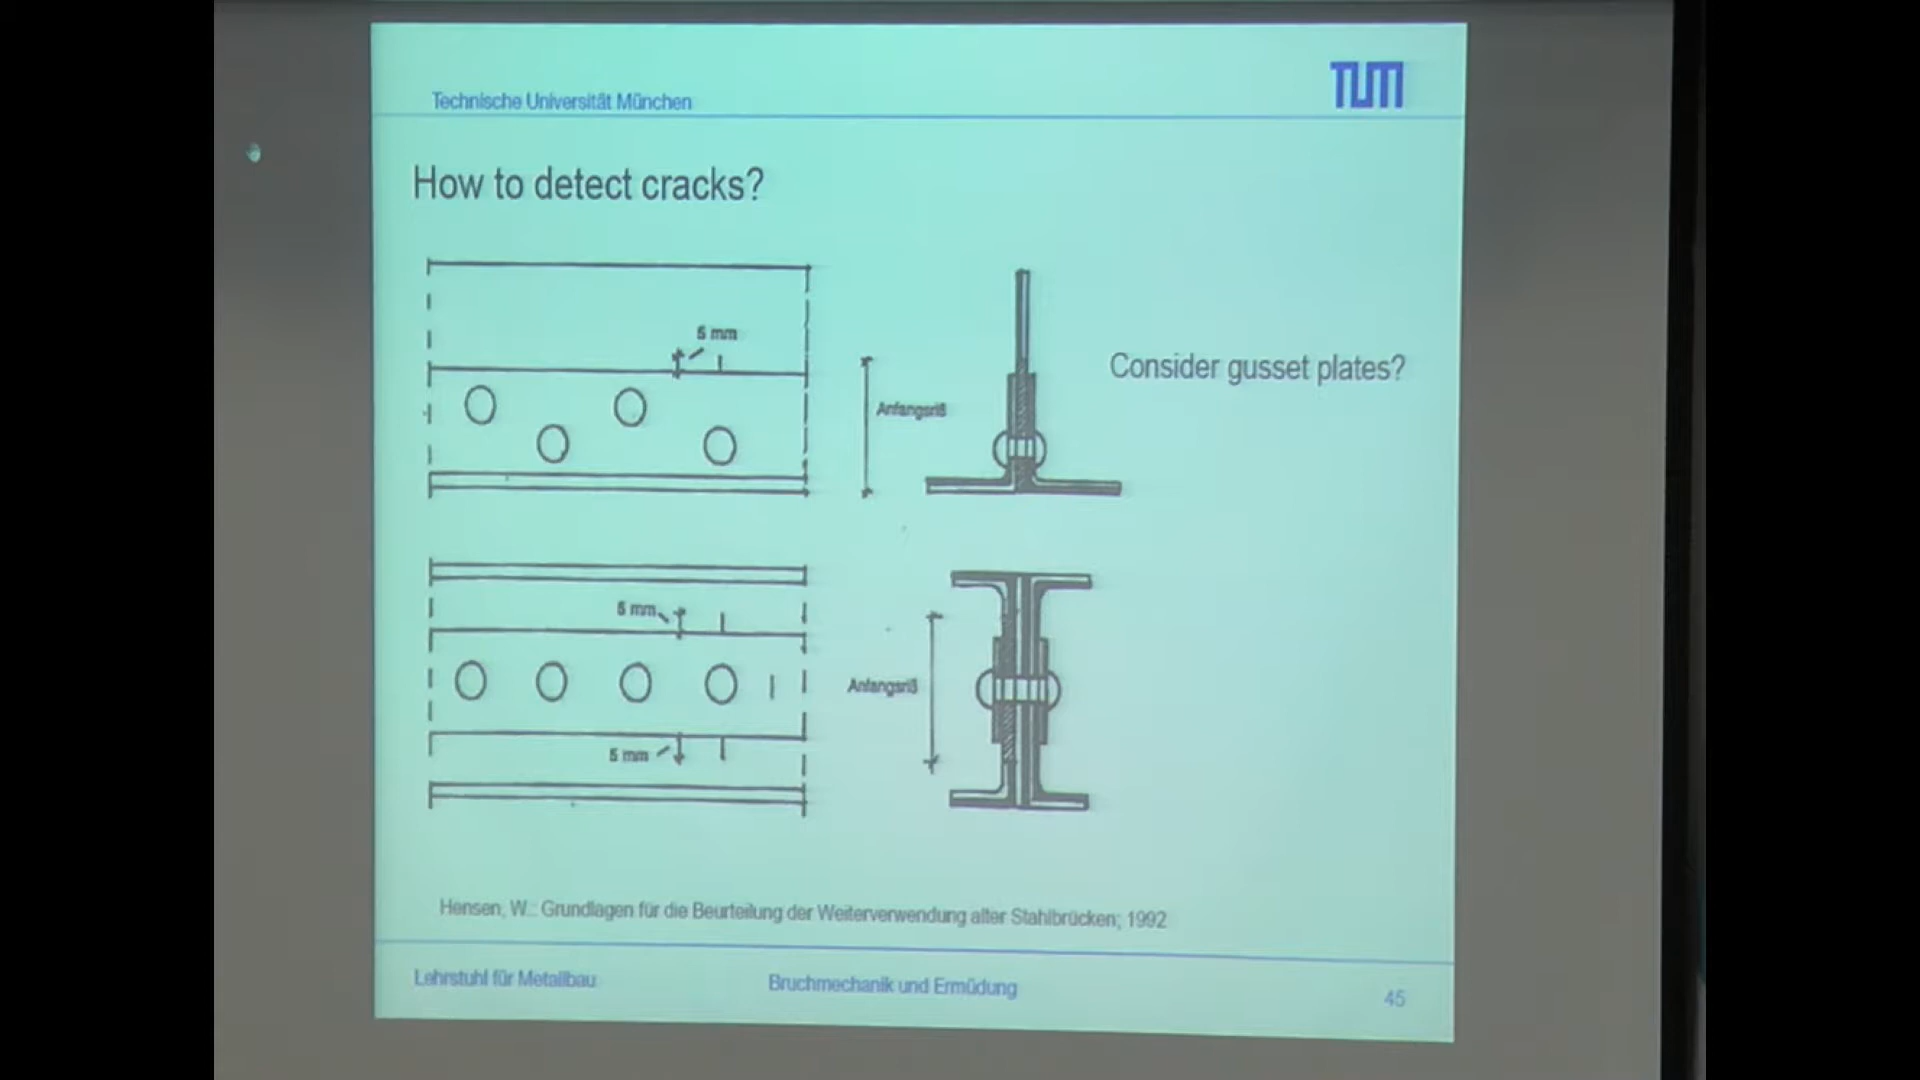 Technische Universität München
TUM
How to detect cracks?
5 mm
Consider gusset plates?
Anfangsriß
5 mm
Anfangsriß
5 mm
Hensen, W.: Grundlagen für die Beurteilung der Weiterverwendung alter Stahlbrücken; 1992
Lehrstuhl für Metallbau
Bruchmechanik und Ermüdung
45